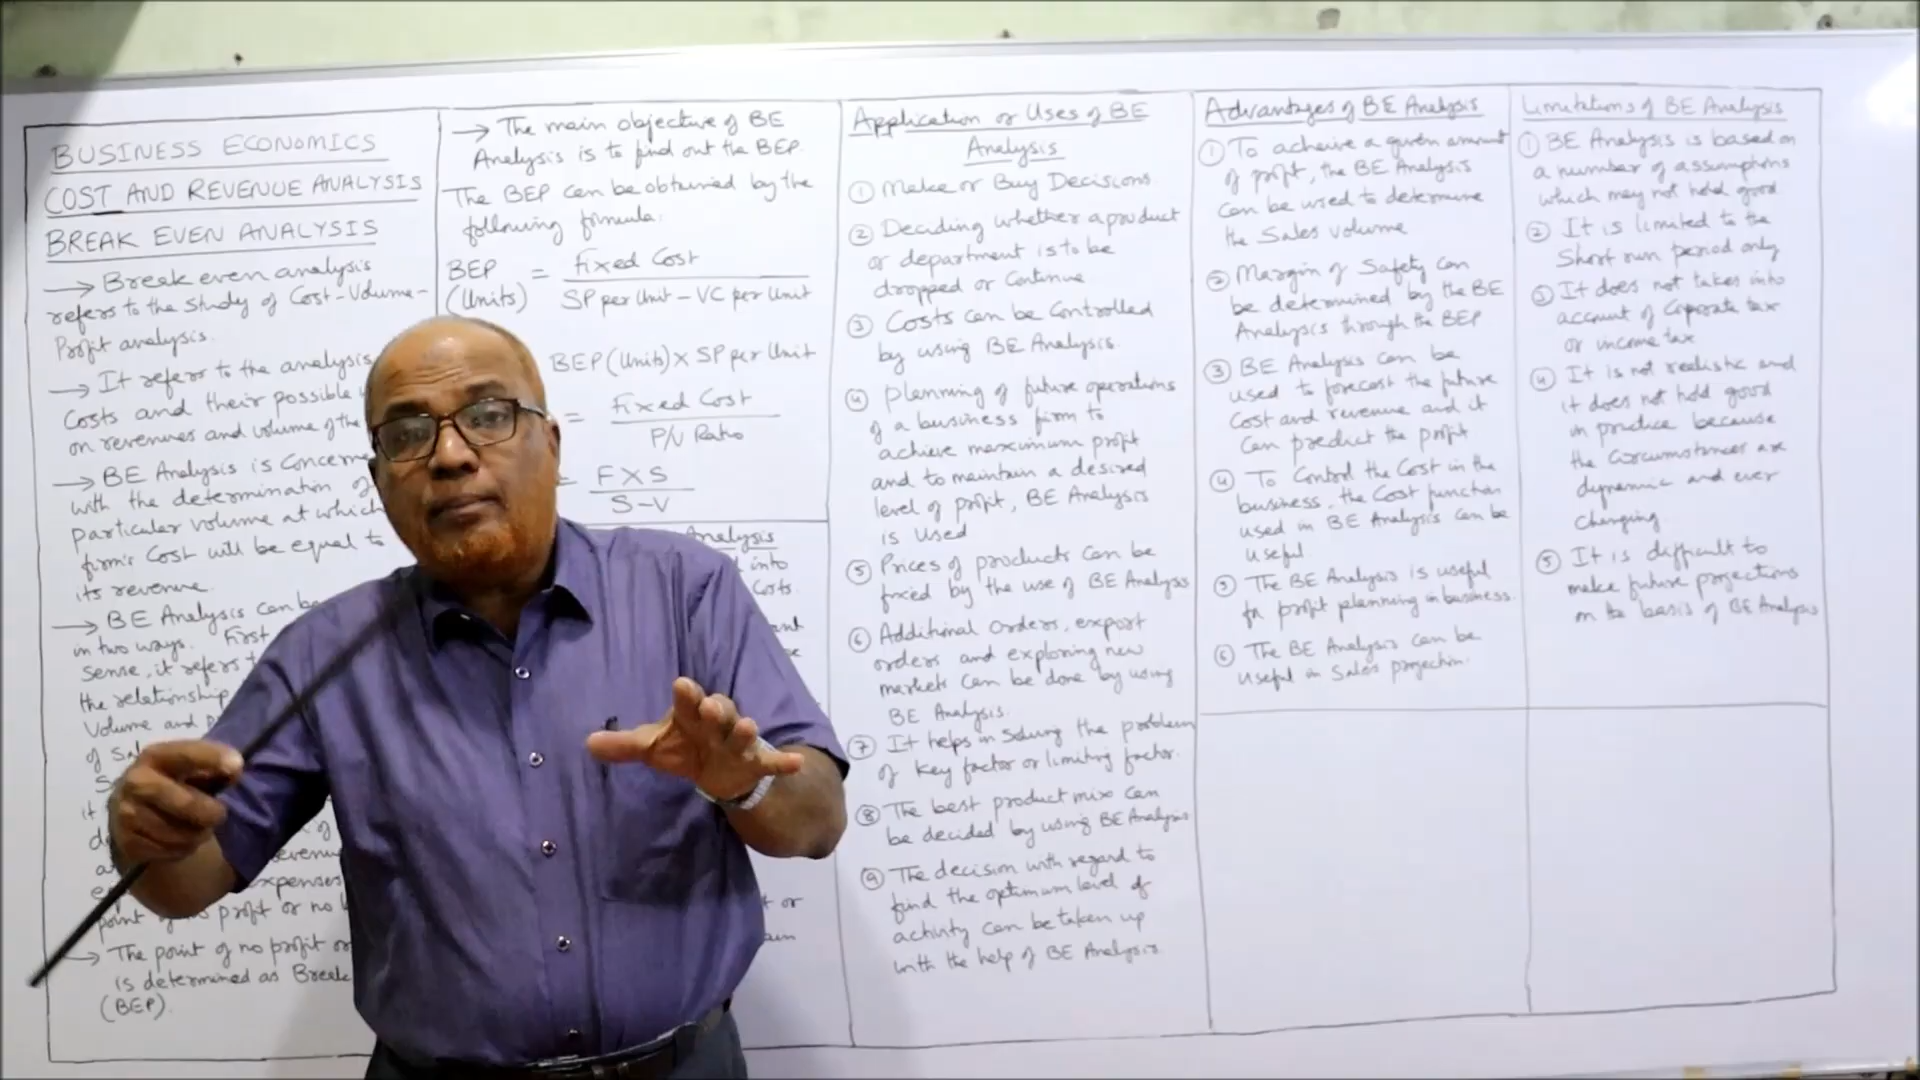 BUSINESS ECONOMICS
COST AND REVENUE ANALYSIS
BREAK EVEN ANALYSIS
→ Break even analysis
refers to the study of Cost-Volume-
Profit analysis.
→ It refers to the analysis
Costs and their possible
on revenues and volume of the
→ BE Analysis is Concerne
with the determination of
particular volume at which
firm's Cost will be equal to
its revenue.
→ BE Analysis can be
in two ways. First
sense, it refers t
the relationship
Volume and p
of Sal
it
of
evenue
expenses
point of no profit or no l
→ The point of no profit or
is determined as Break
(BEP).
→ The main objective of BE
Analysis is to find out the BEP.
The BEP can be obtained by the
following formula.
BEP (Units) = Fixed Cost / SP per Unit - VC per Unit
BEP (Units) X SP per Unit
= Fixed Cost / P/V Ratio
= F X S / S - V
Analysis
into
Costs.
or
Application or Uses of BE
Analysis
① Make or Buy Decisions
② Deciding whether a product
or department is to be
dropped or Continue
③ Costs can be Controlled
by using BE Analysis.
④ Planning of future operations
of a business firm to
achieve maximum profit
and to maintain a desired
level of profit, BE Analysis
is used
⑤ Prices of products can be
fixed by the use of BE Analysis
⑥ Additional orders, export
orders and exploring new
markets can be done by using
BE Analysis.
⑦ It helps in solving the problem
of key factor or limiting factor.
⑧ The best product mix can
be decided by using BE Analysis
⑨ The decision with regard to
find the optimum level of
activity can be taken up
with the help of BE Analysis.
Advantages of BE Analysis
① To acheive a given amount
of profit, the BE Analysis
can be used to determine
the Sales volume
② Margin of Safety can
be determined by the BE
Analysis through the BEP
③ BE Analysis can be
used to forecast the future
Cost and revenue and it
can predict the profit
④ To Control the Cost in the
business, the Cost function
used in BE Analysis can be
useful
⑤ The BE Analysis is useful
for profit planning in business.
⑥ The BE Analysis can be
useful in Sales projection.
Limitations of BE Analysis
① BE Analysis is based on
a number of assumptions
which may not hold good
② It is limited to the
Short run period only
③ It does not takes into
account of Corporate tax
or income tax
④ It is not realistic and
it does not hold good
in practice because
the Circumstances are
dynamic and ever
changing
⑤ It is difficult to
make future projections
on the basis of BE Analysis